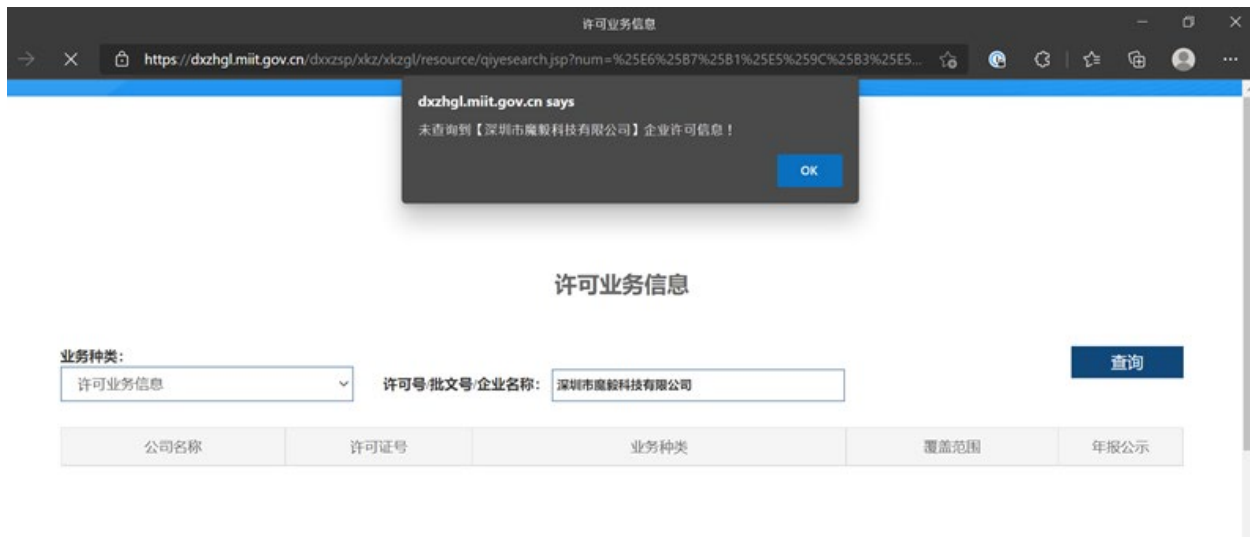 许可业务信息
https://dxzhgl.miit.gov.cn/dxxzsp/xkz/xkzgl/resource/qiyesearch.jsp?num=%25E6%25B7%25B1%25E5%259C%25B3%25E5...
dxzhgl.miit.gov.cn says
未查询到【深圳市魔毅科技有限公司】企业许可信息！
OK
许可业务信息
业务种类：
许可业务信息
许可号/批文号/企业名称： 深圳市魔毅科技有限公司
查询
公司名称 许可证号 业务种类 覆盖范围 年报公示